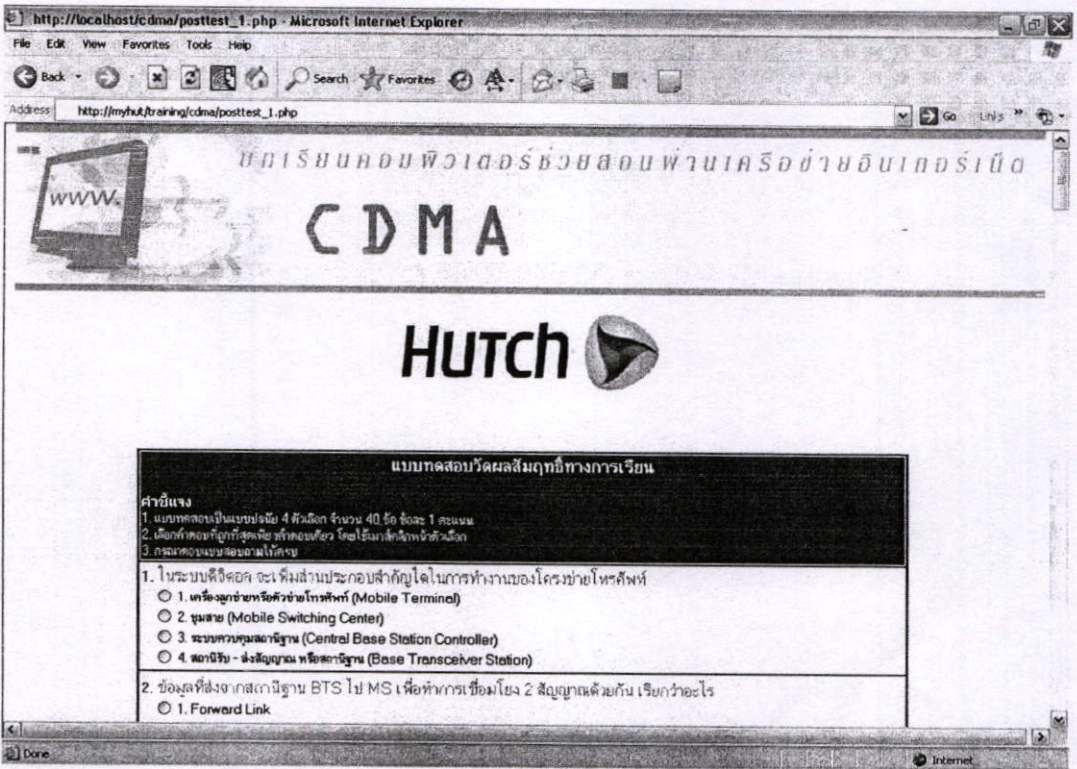 http://localhost/cdma/posttest_1.php - Microsoft Internet Explorer
File Edit View Favorites Tools Help
Back Search Favorites
Address http://myhut/training/cdma/posttest_1.php Go Links »
บทเรียนคอมพิวเตอร์ช่วยสอนผ่านเครือข่ายอินเตอร์เน็ต
www.
CDMA
HUTCH
แบบทดสอบวัดผลสัมฤทธิ์ทางการเรียน
คำชี้แจง
1. แบบทดสอบเป็นแบบปรนัย 4 ตัวเลือก จำนวน 40 ข้อ ข้อละ 1 คะแนน
2. เลือกคำตอบที่ถูกที่สุดเพียงคำตอบเดียว โดยใช้เมาส์คลิกหน้าตัวเลือก
3. กรุณาตอบแบบสอบถามให้ครบ
1. ในระบบดิจิตอล จะเพิ่มส่วนประกอบสำคัญใดในการทำงานของโครงข่ายโทรศัพท์
1. เครื่องลูกข่ายหรือตัวข่ายโทรศัพท์ (Mobile Terminal)
2. ชุมสาย (Mobile Switching Center)
3. ระบบควบคุมสถานีฐาน (Central Base Station Controller)
4. สถานีรับ - ส่งสัญญาณ หรือสถานีฐาน (Base Transceiver Station)
2. ข้อมูลที่ส่งจากสถานีฐาน BTS ไป MS เพื่อทำการเชื่อมโยง 2 สัญญาณด้วยกัน เรียกว่าอะไร
1. Forward Link
Done Internet